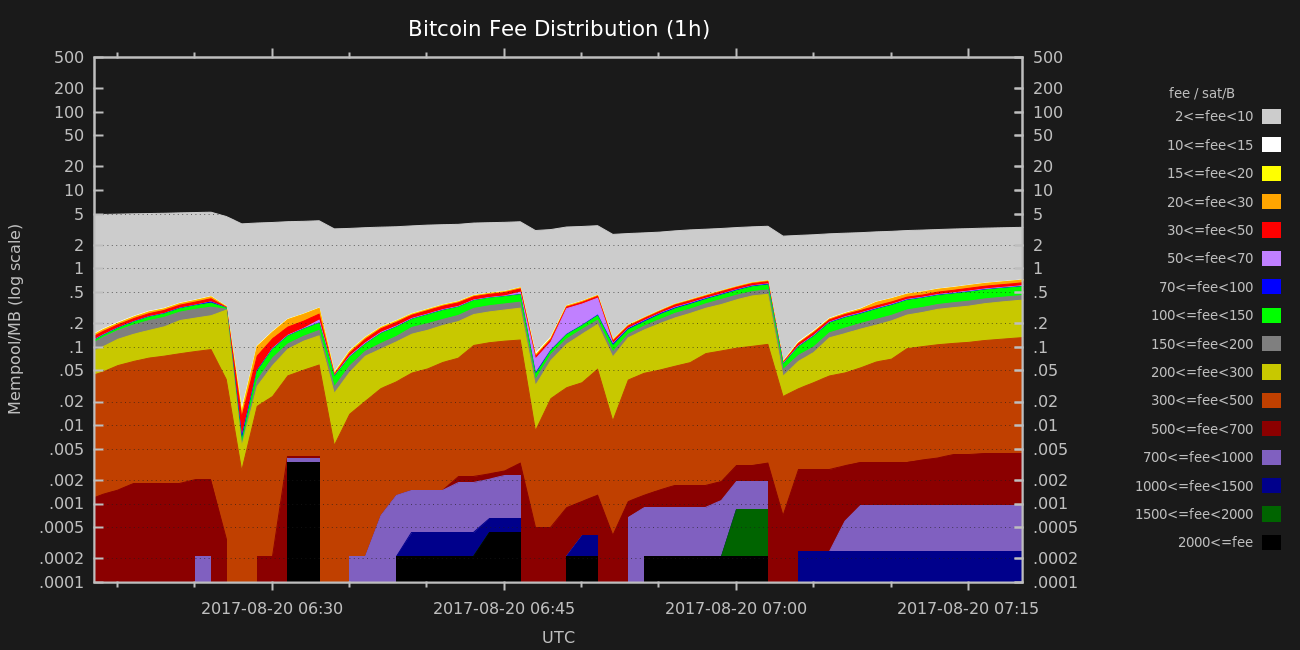 Bitcoin Fee Distribution (1h)
Mempool/MB (log scale)
500
200
100
50
20
10
5
2
1
.5
.2
.1
.05
.02
.01
.005
.002
.001
.0005
.0002
.0001
500
200
100
50
20
10
5
2
1
.5
.2
.1
.05
.02
.01
.005
.002
.001
.0005
.0002
.0001
2017-08-20 06:30 2017-08-20 06:45 2017-08-20 07:00 2017-08-20 07:15
UTC
fee / sat/B
2<=fee<10
10<=fee<15
15<=fee<20
20<=fee<30
30<=fee<50
50<=fee<70
70<=fee<100
100<=fee<150
150<=fee<200
200<=fee<300
300<=fee<500
500<=fee<700
700<=fee<1000
1000<=fee<1500
1500<=fee<2000
2000<=fee